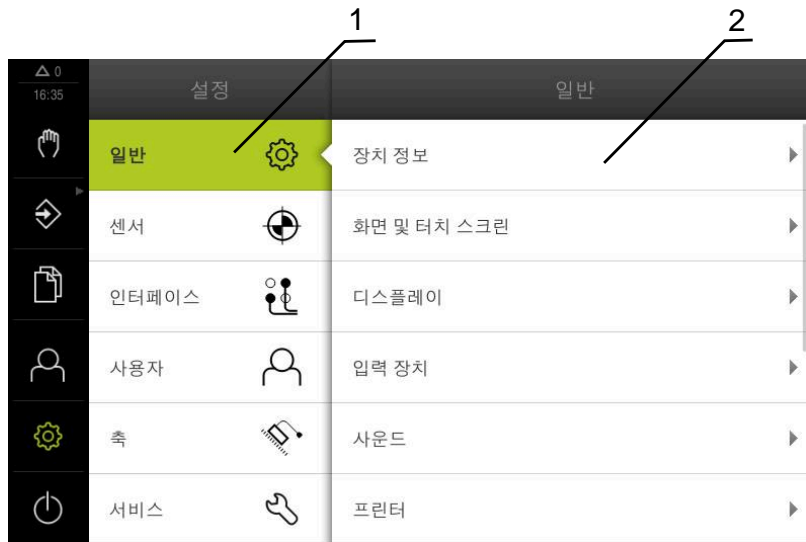 1
2
0
16:35
설정
일반
일반
센서
인터페이스
사용자
축
서비스
장치 정보
화면 및 터치 스크린
디스플레이
입력 장치
사운드
프린터